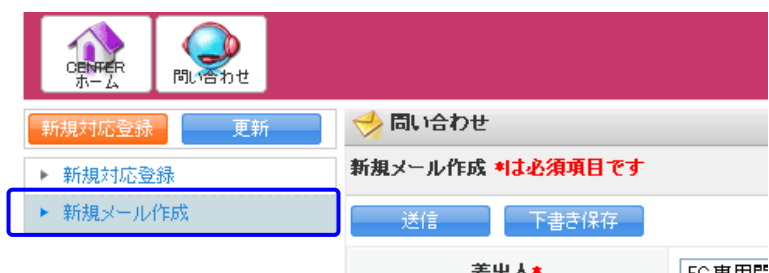 CENTER
ホーム
問い合わせ
新規対応登録
更新
新規対応登録
新規メール作成
問い合わせ
新規メール作成 *は必須項目です
送信
下書き保存
差出人*